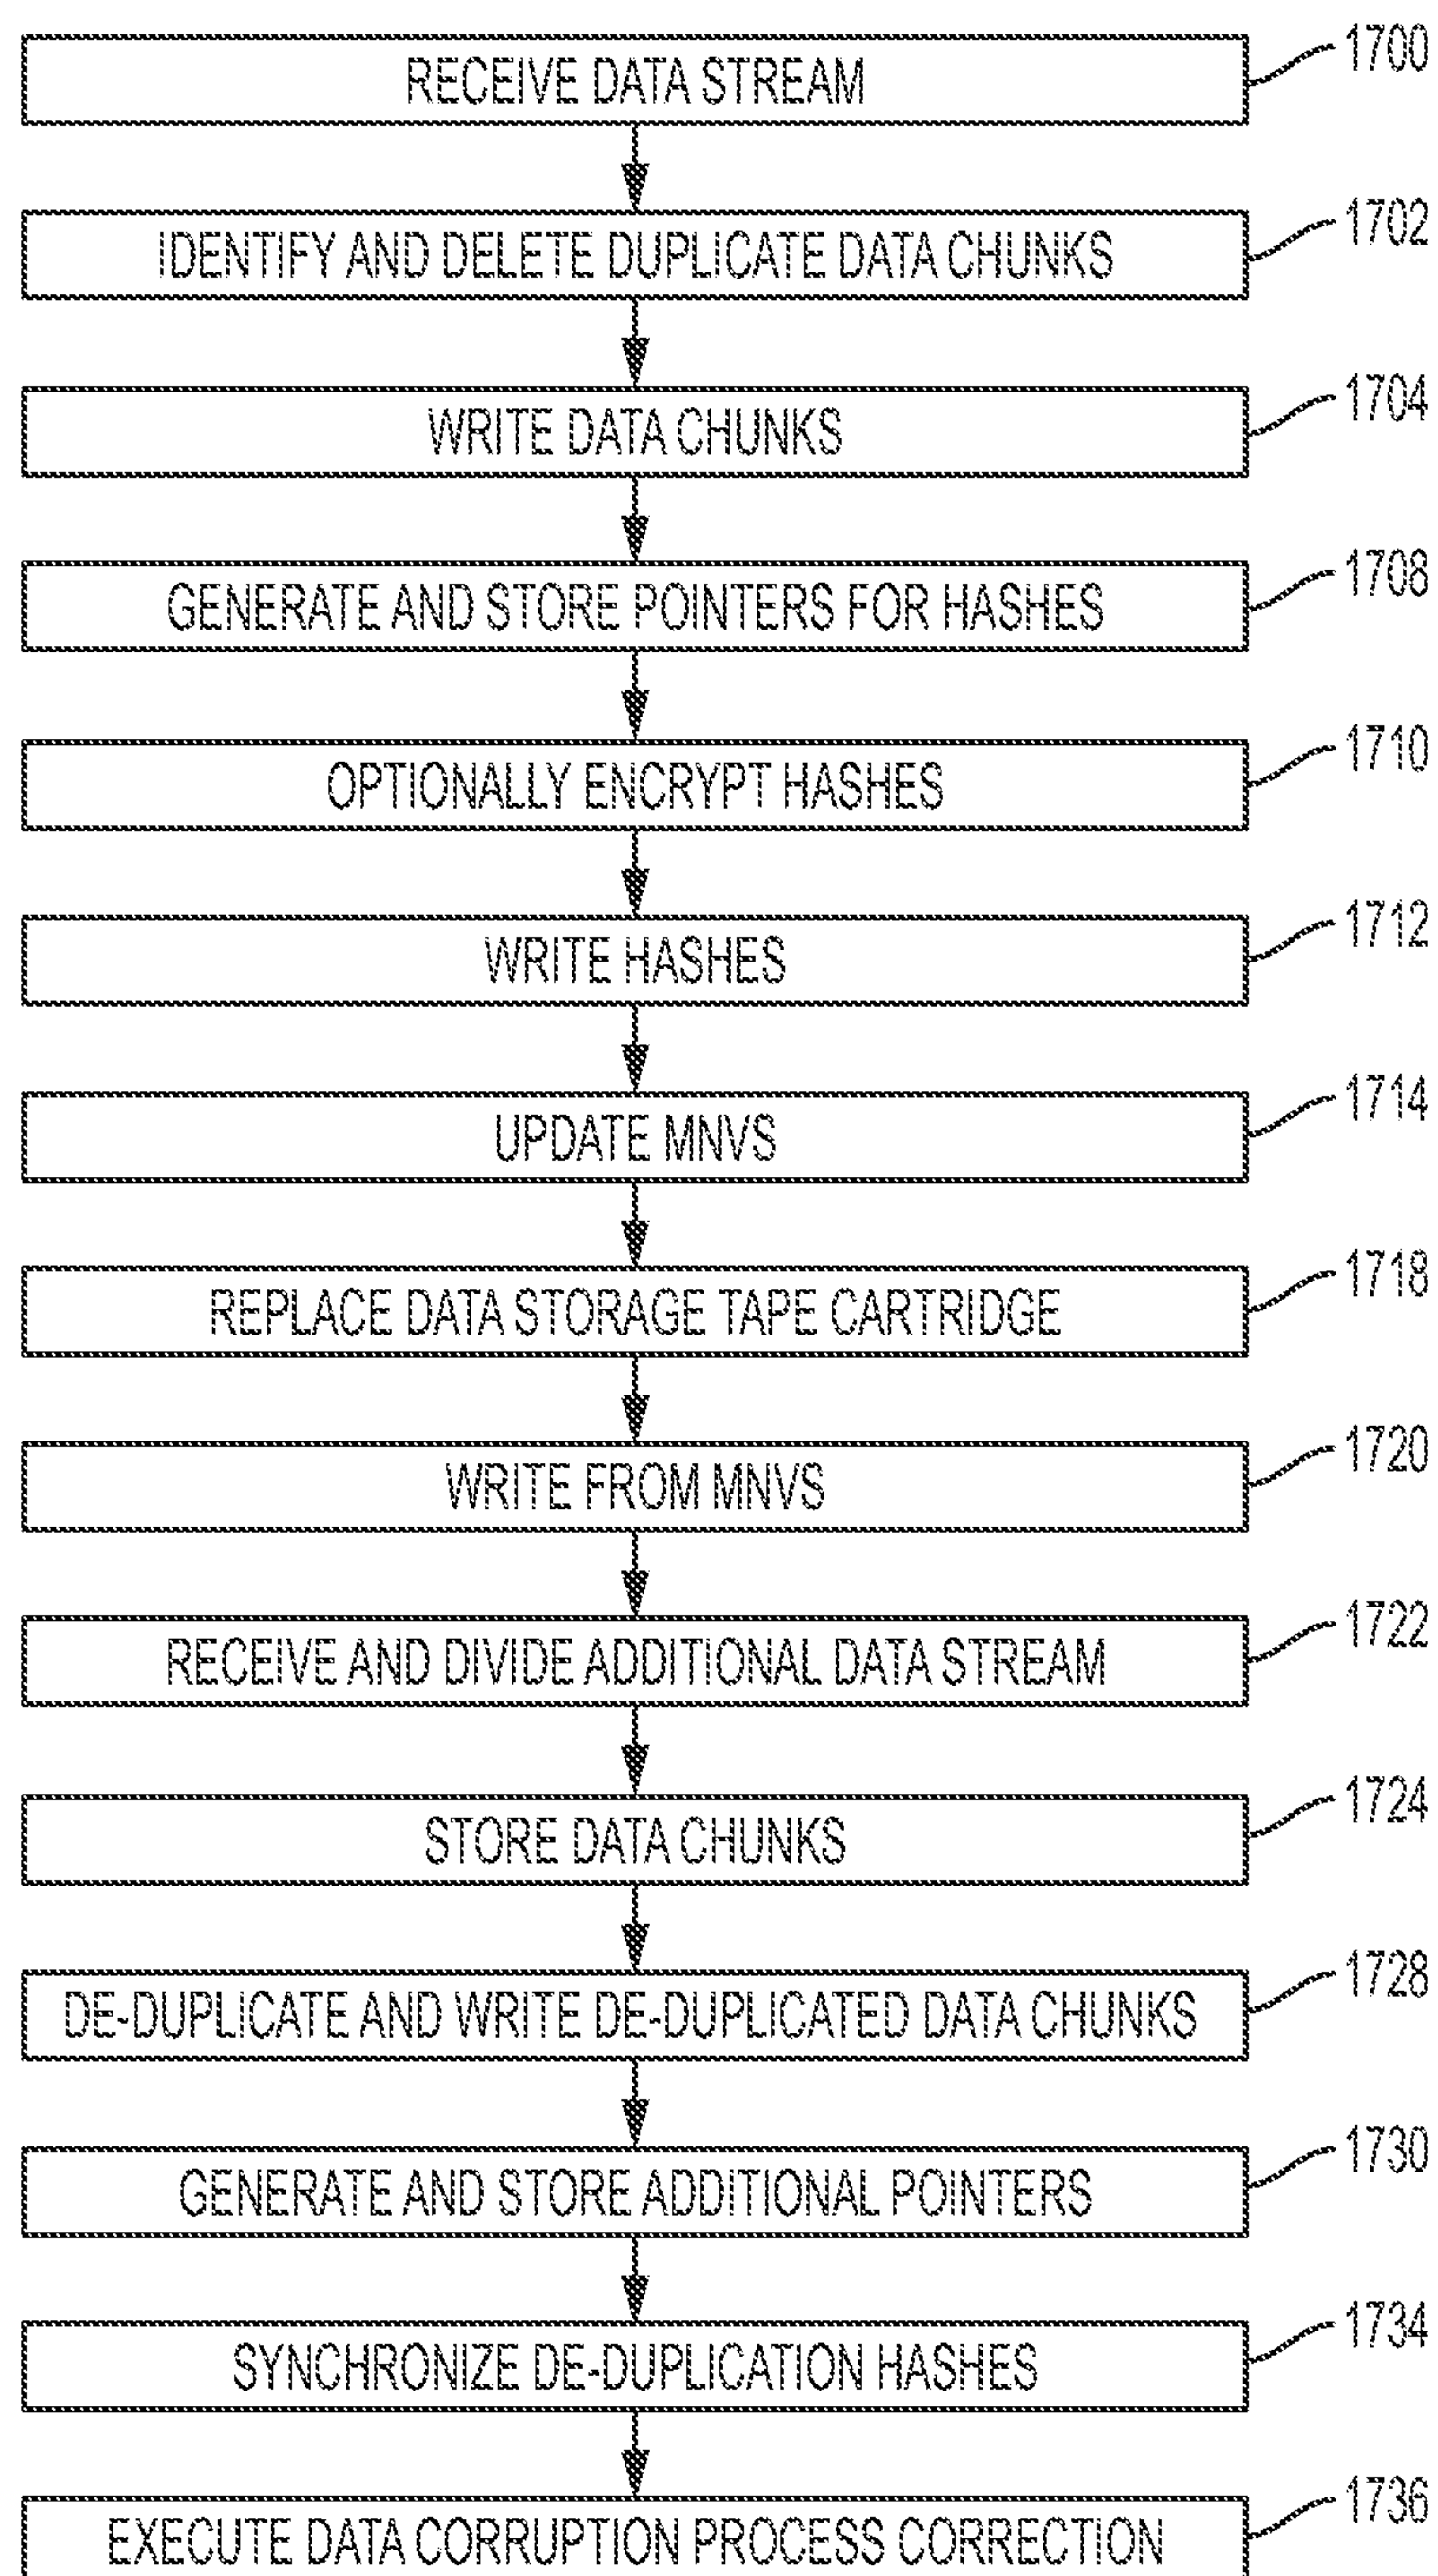 1700
RECEIVE DATA STREAM
1702
IDENTIFY AND DELETE DUPLICATE DATA CHUNKS
1704
WRITE DATA CHUNKS
1708
GENERATE AND STORE POINTERS FOR HASHES
1710
OPTIONALLY ENCRYPT HASHES
1712
WRITE HASHES
1714
UPDATE MNVS
1718
REPLACE DATA STORAGE TAPE CARTRIDGE
1720
WRITE FROM MNVS
1722
RECEIVE AND DIVIDE ADDITIONAL DATA STREAM
1724
STORE DATA CHUNKS
1728
DE-DUPLICATE AND WRITE DE-DUPLICATED DATA CHUNKS
1730
GENERATE AND STORE ADDITIONAL POINTERS
1734
SYNCHRONIZE DE-DUPLICATION HASHES
1736
EXECUTE DATA CORRUPTION PROCESS CORRECTION